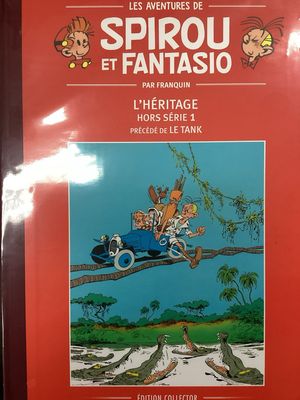 LES AVENTURES DE
SPIROU
ET FANTASIO
PAR FRANQUIN
L'HÉRITAGE
HORS SÉRIE 1
PRÉCÉDÉ DE LE TANK
ÉDITION COLLECTOR